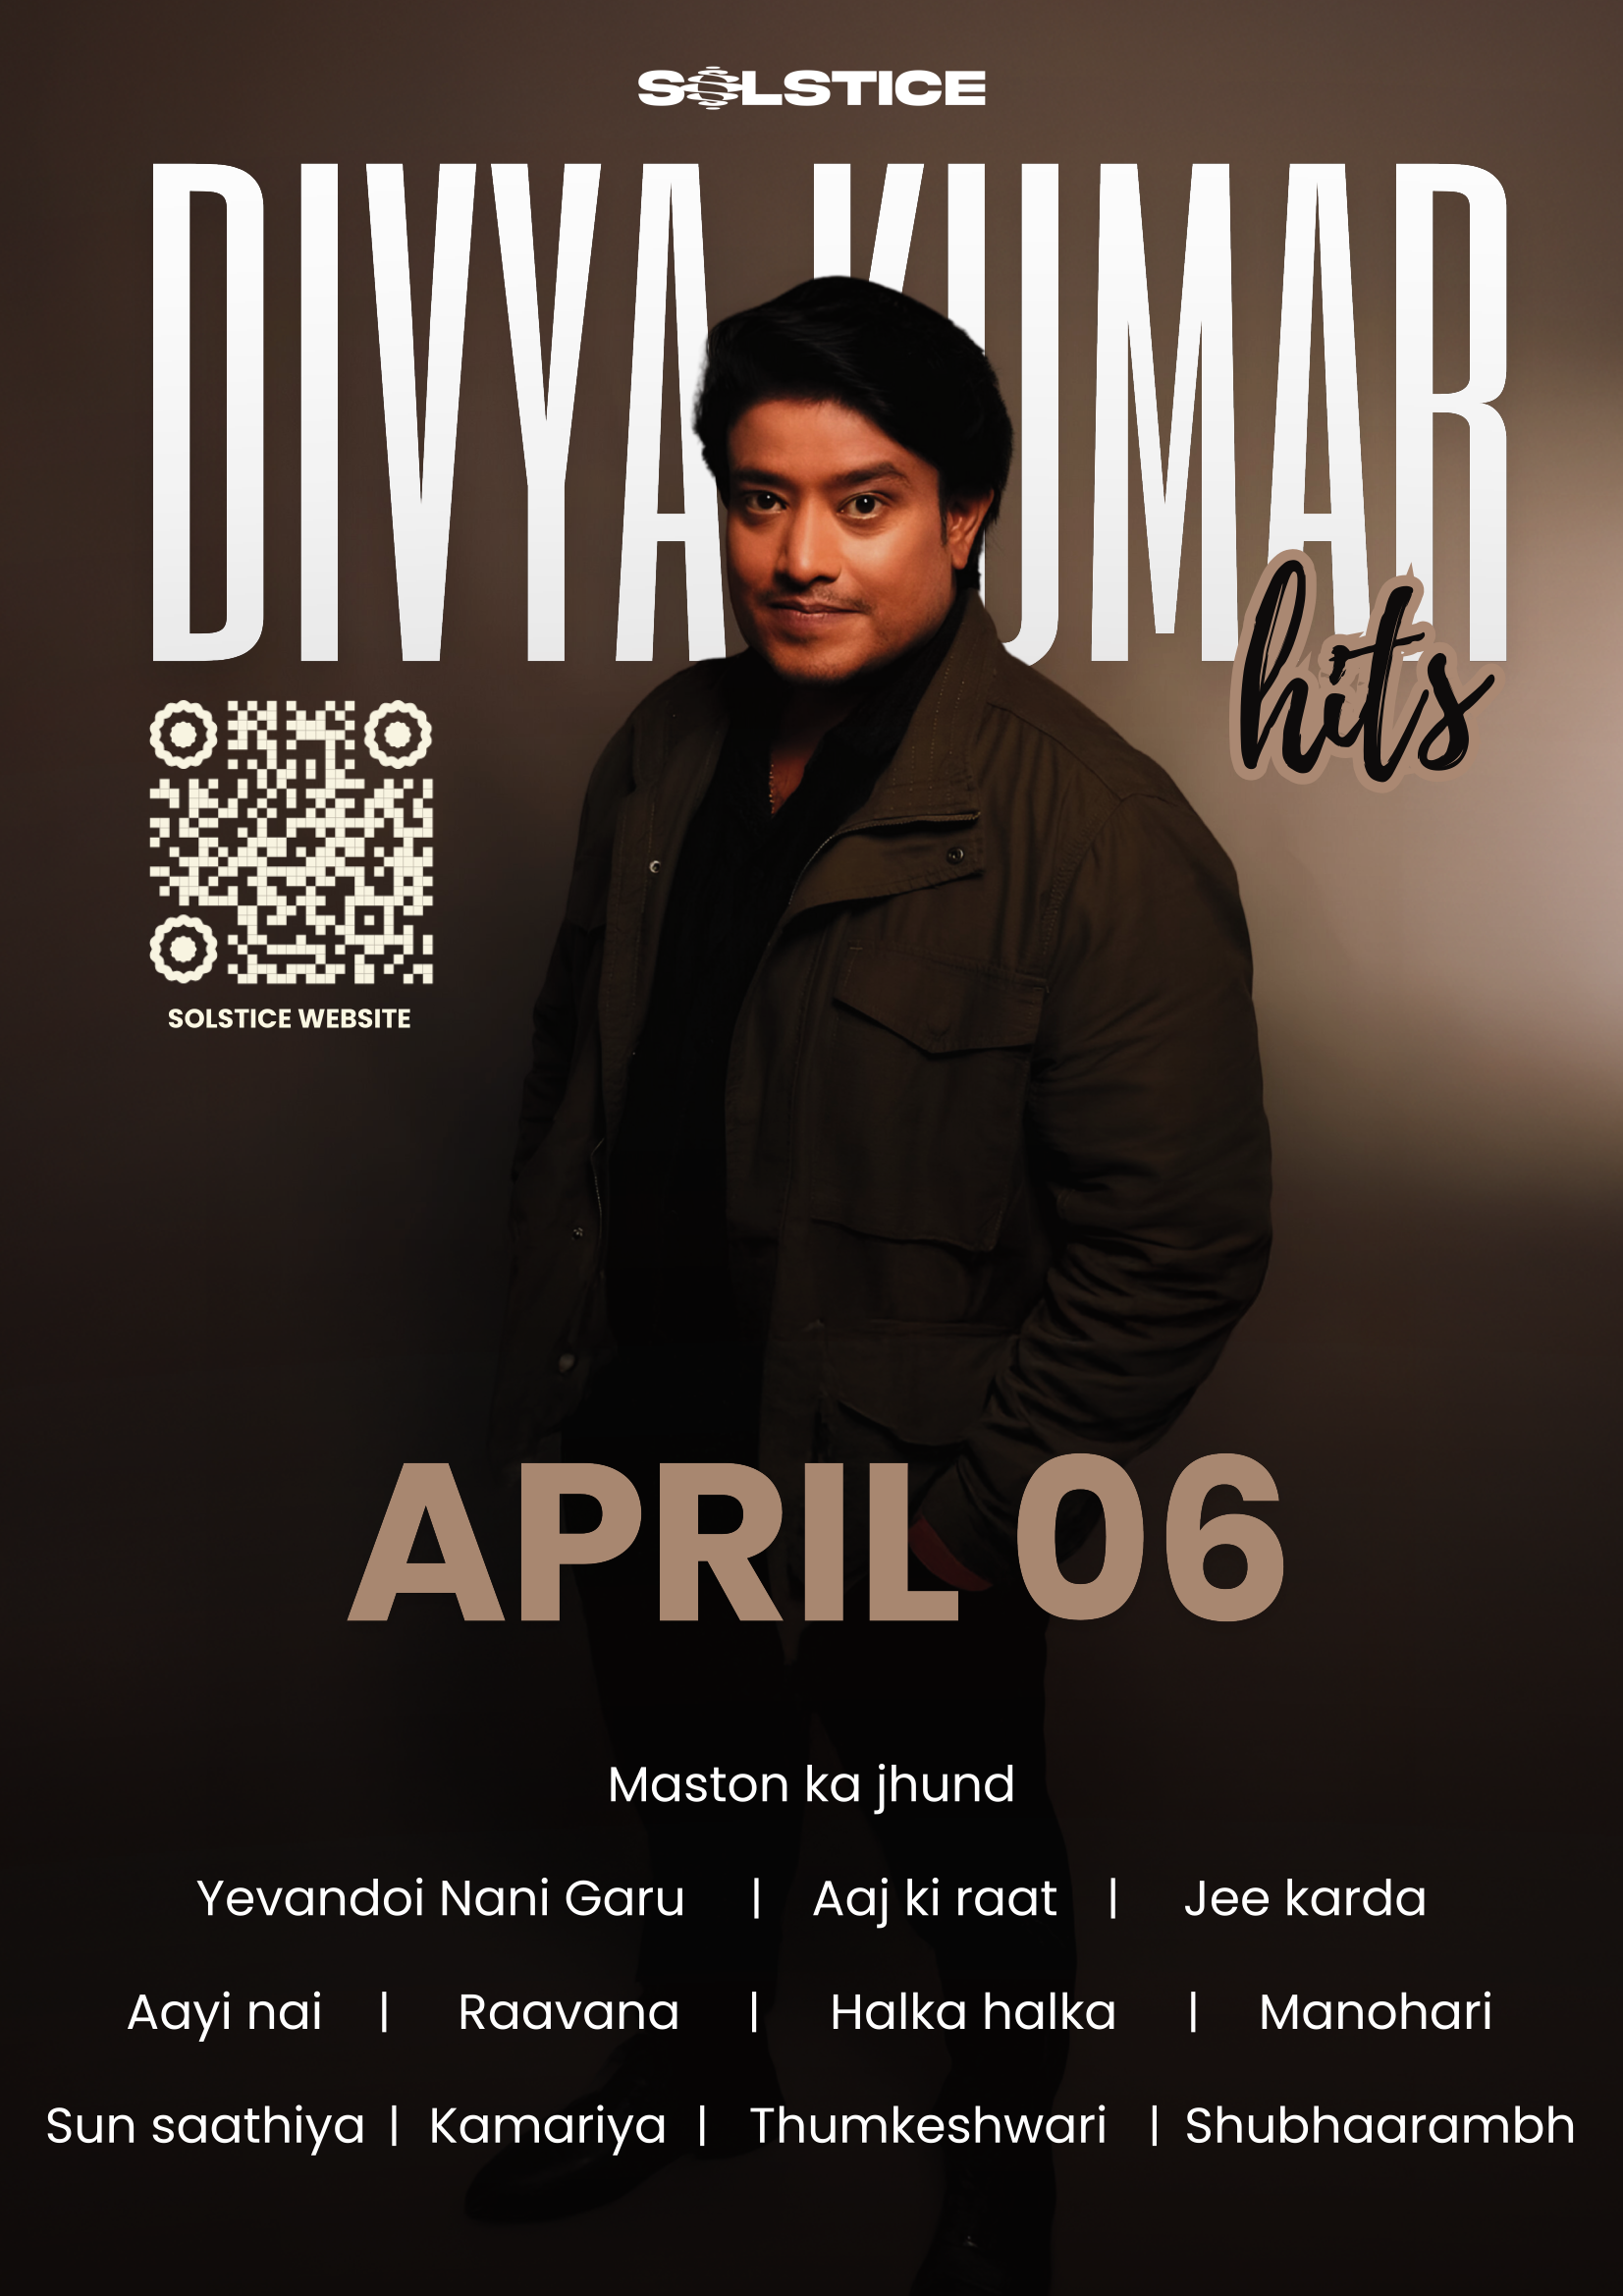 SOLSTICE
DIVYA KUMAR
hits
SOLSTICE WEBSITE
APRIL 06
Maston ka jhund
Yevandoi Nani Garu | Aaj ki raat | Jee karda
Aayi nai | Raavana | Halka halka | Manohari
Sun saathiya | Kamariya | Thumkeshwari | Shubhaarambh